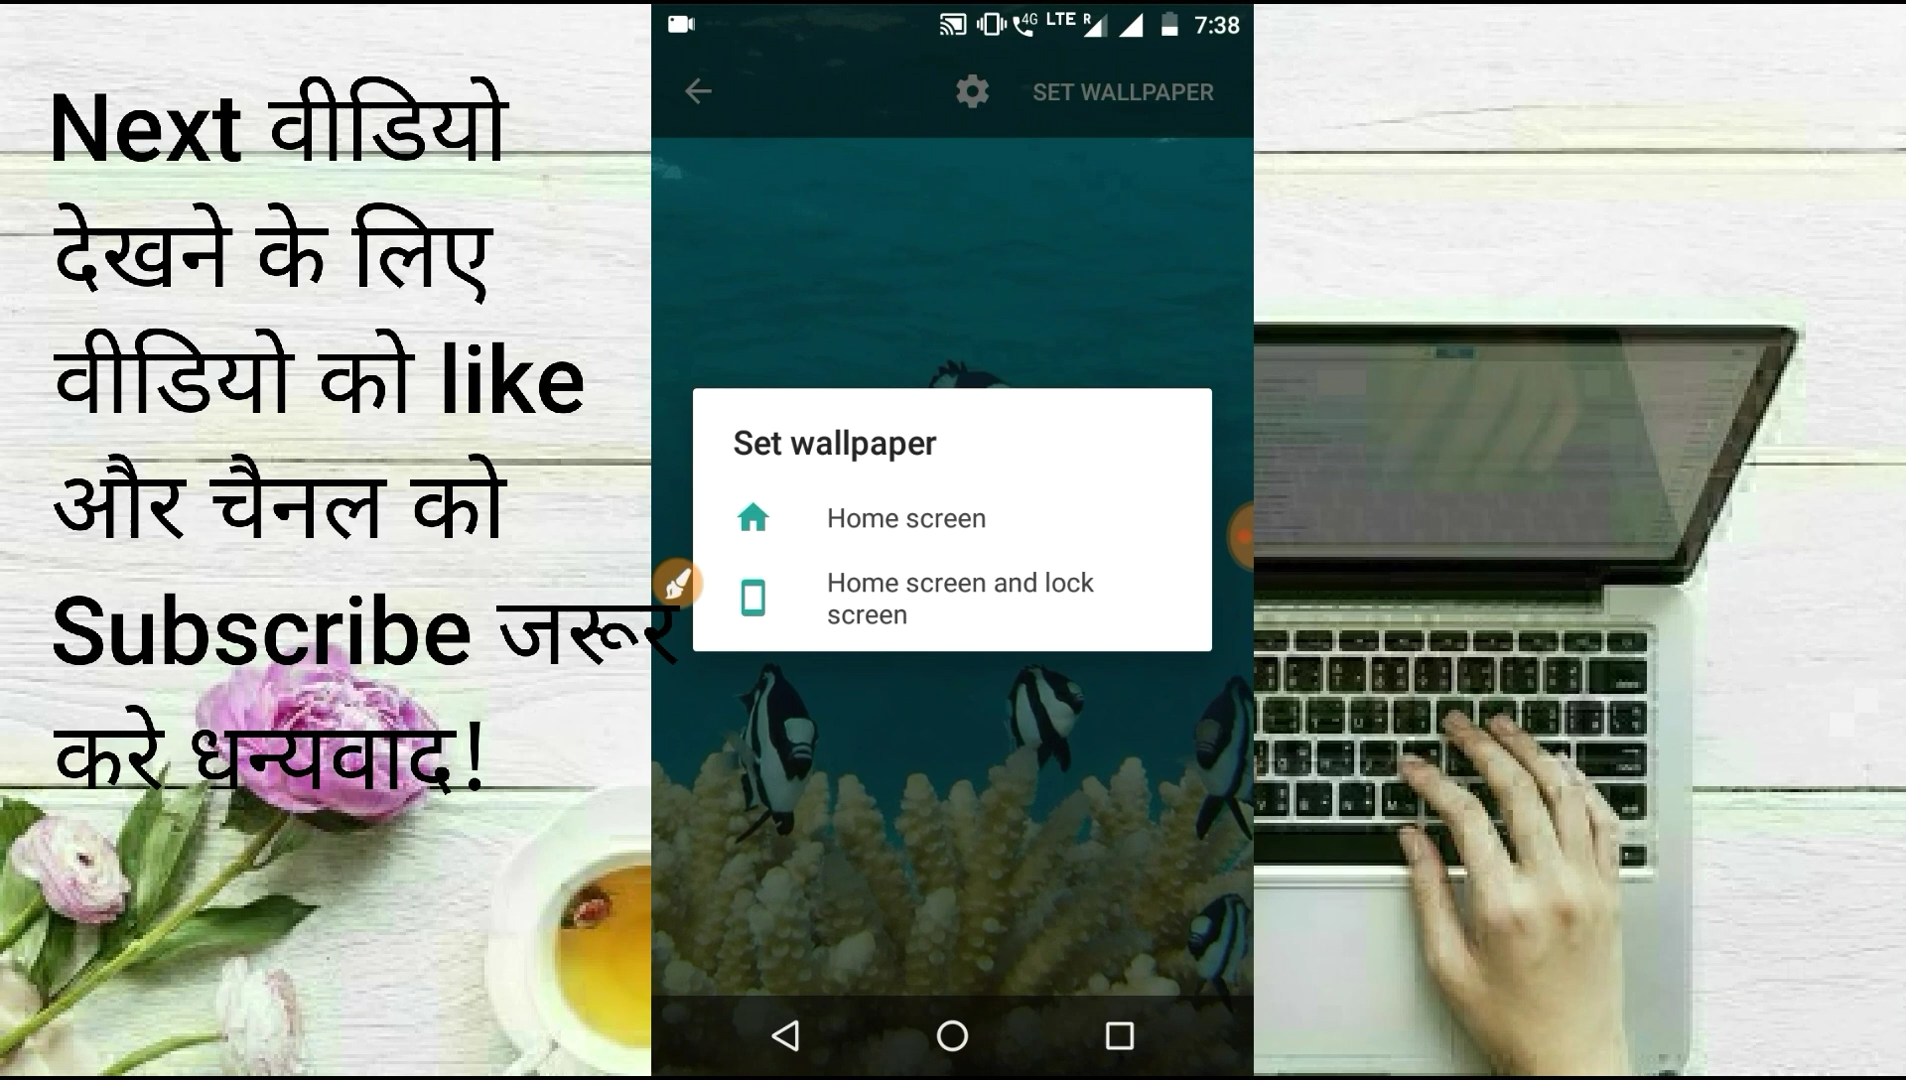 Next वीडियो
देखने के लिए
वीडियो को like
और चैनल को
Subscribe जरूर
करे धन्यवाद!
4G LTE R 7:38
SET WALLPAPER
Set wallpaper
Home screen
Home screen and lock
screen